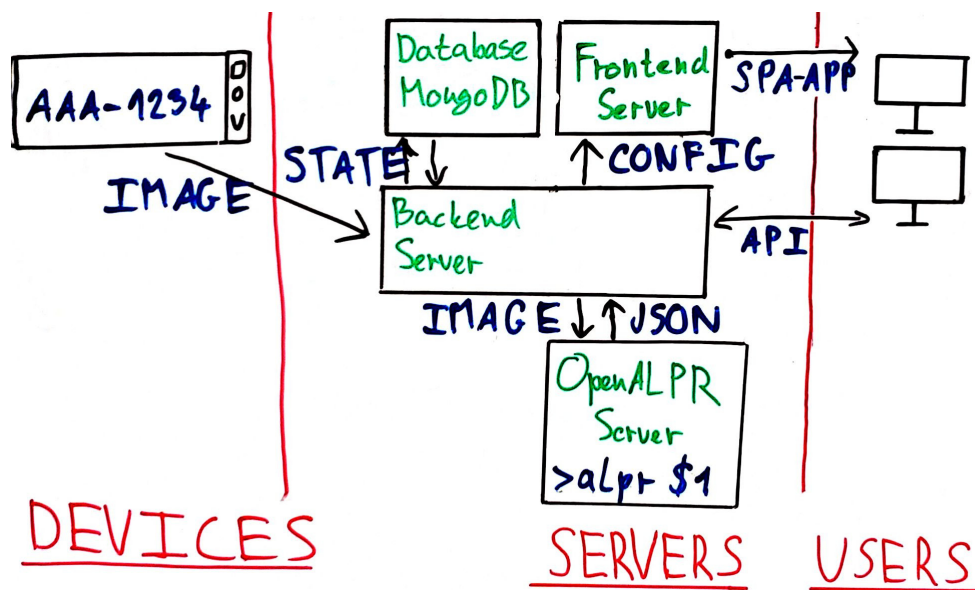 AAA-1234
IMAGE
Database
MongoDB
Frontend
Server
SPA-APP
STATE
CONFIG
Backend
Server
API
IMAGE
JSON
OpenALPR
Server
>alpr $1
DEVICES
SERVERS
USERS